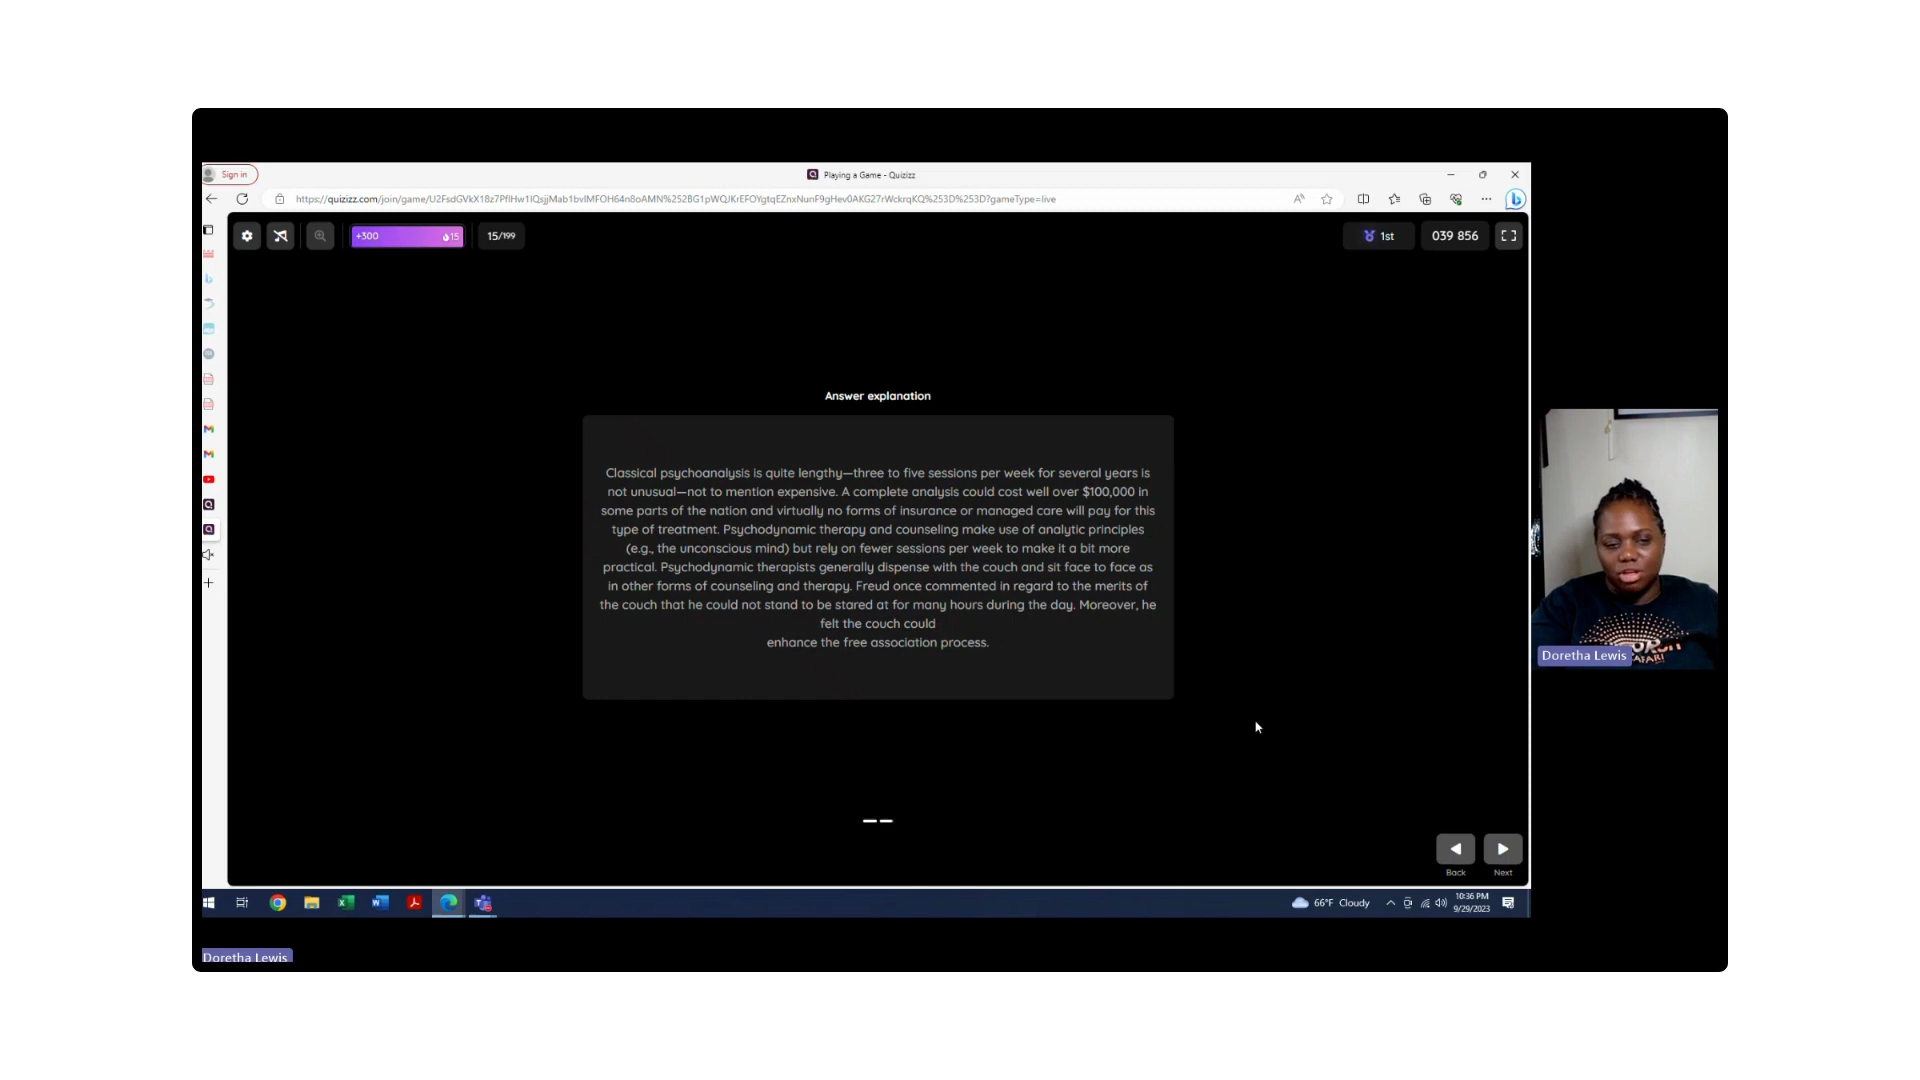 Sign in
Playing a Game - Quizizz
+300
15
15/199
1st
039 856
Answer explanation
Classical psychoanalysis is quite lengthy—three to five sessions per week for several years is
not unusual—not to mention expensive. A complete analysis could cost well over $100,000 in
some parts of the nation and virtually no forms of insurance or managed care will pay for this
type of treatment. Psychodynamic therapy and counseling make use of analytic principles
(e.g., the unconscious mind) but rely on fewer sessions per week to make it a bit more
practical. Psychodynamic therapists generally dispense with the couch and sit face to face as
in other forms of counseling and therapy. Freud once commented in regard to the merits of
the couch that he could not stand to be stared at for many hours during the day. Moreover, he
felt the couch could
enhance the free association process.
Doretha Lewis
Back
Next
66°F Cloudy
10:36 PM
9/29/2023
Doretha Lewis